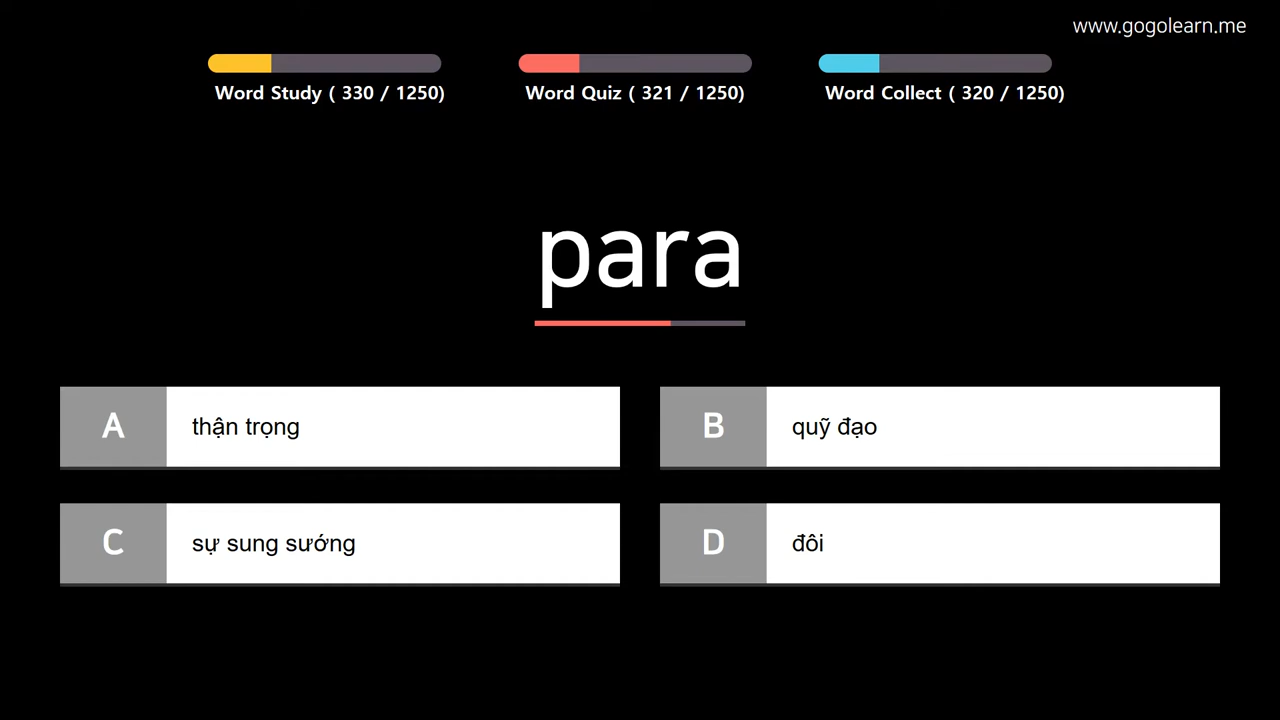 www.gogolearn.me
Word Study ( 330 / 1250)
Word Quiz ( 321 / 1250)
Word Collect ( 320 / 1250)
para
A thận trọng
B quỹ đạo
C sự sung sướng
D đôi